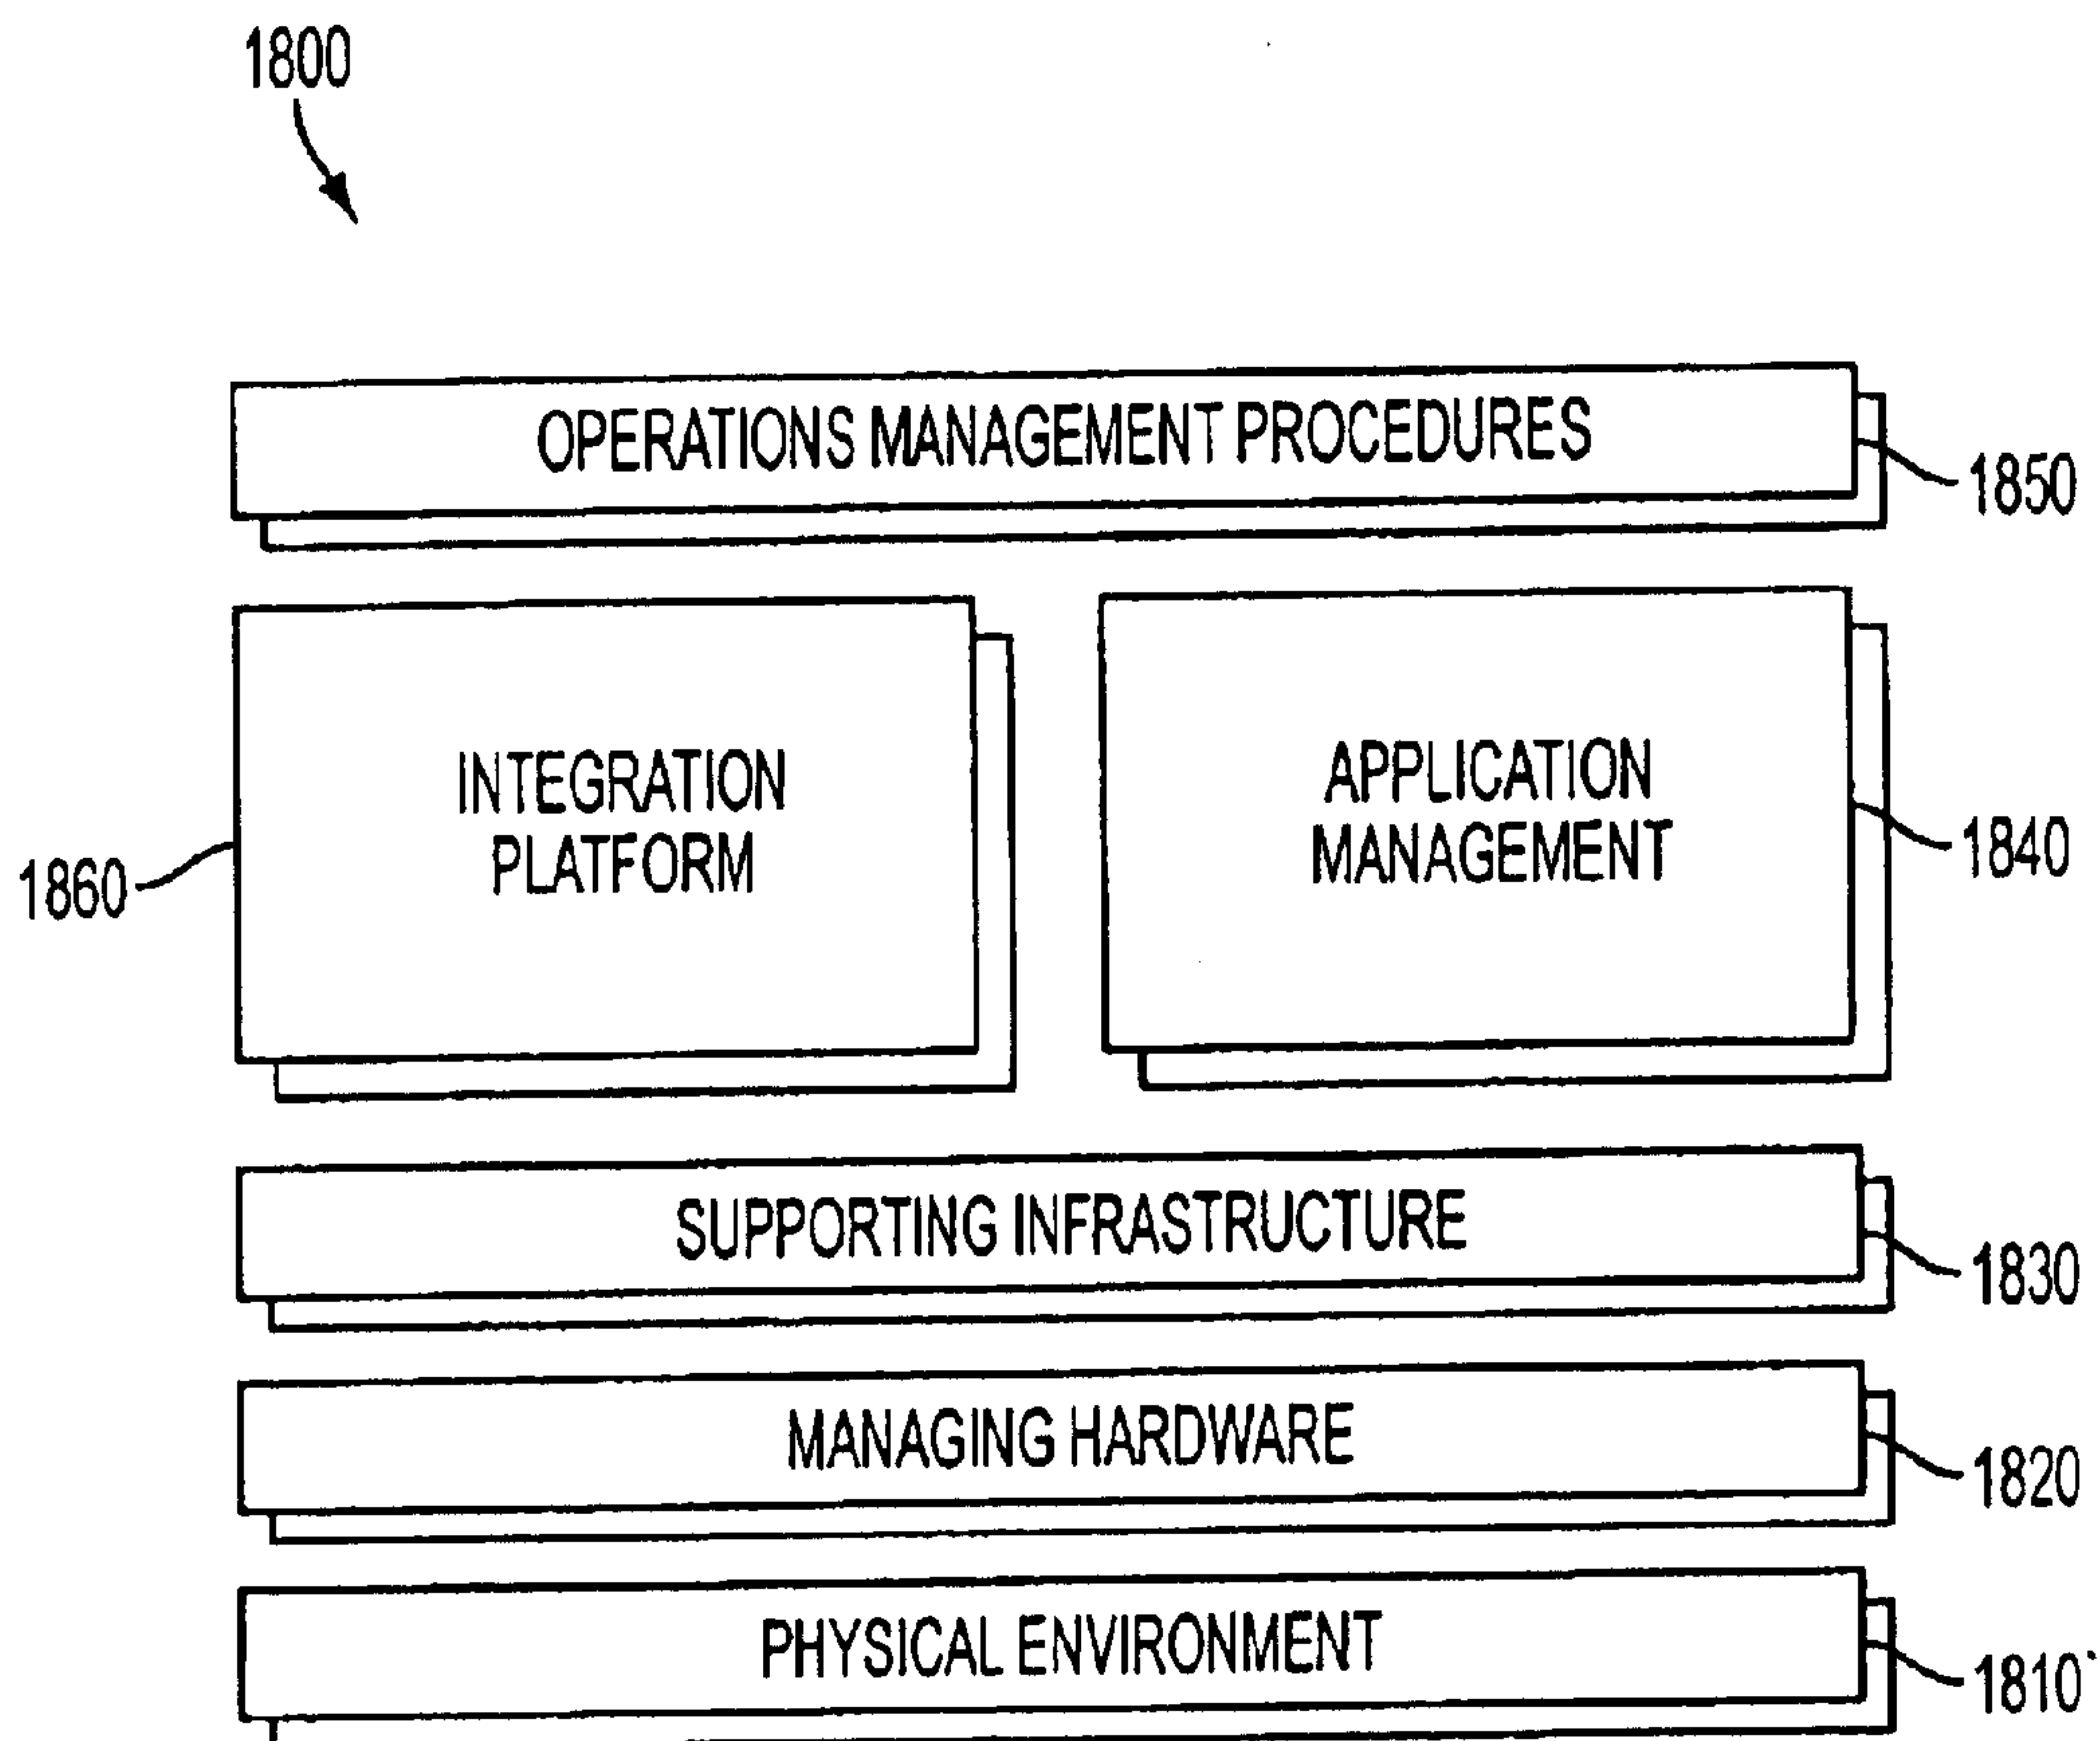 1800
OPERATIONS MANAGEMENT PROCEDURES
1850
INTEGRATION
PLATFORM
1860
APPLICATION
MANAGEMENT
1840
SUPPORTING INFRASTRUCTURE
1830
MANAGING HARDWARE
1820
PHYSICAL ENVIRONMENT
1810